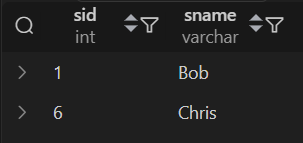 sid sname
int varchar
1 Bob
6 Chris